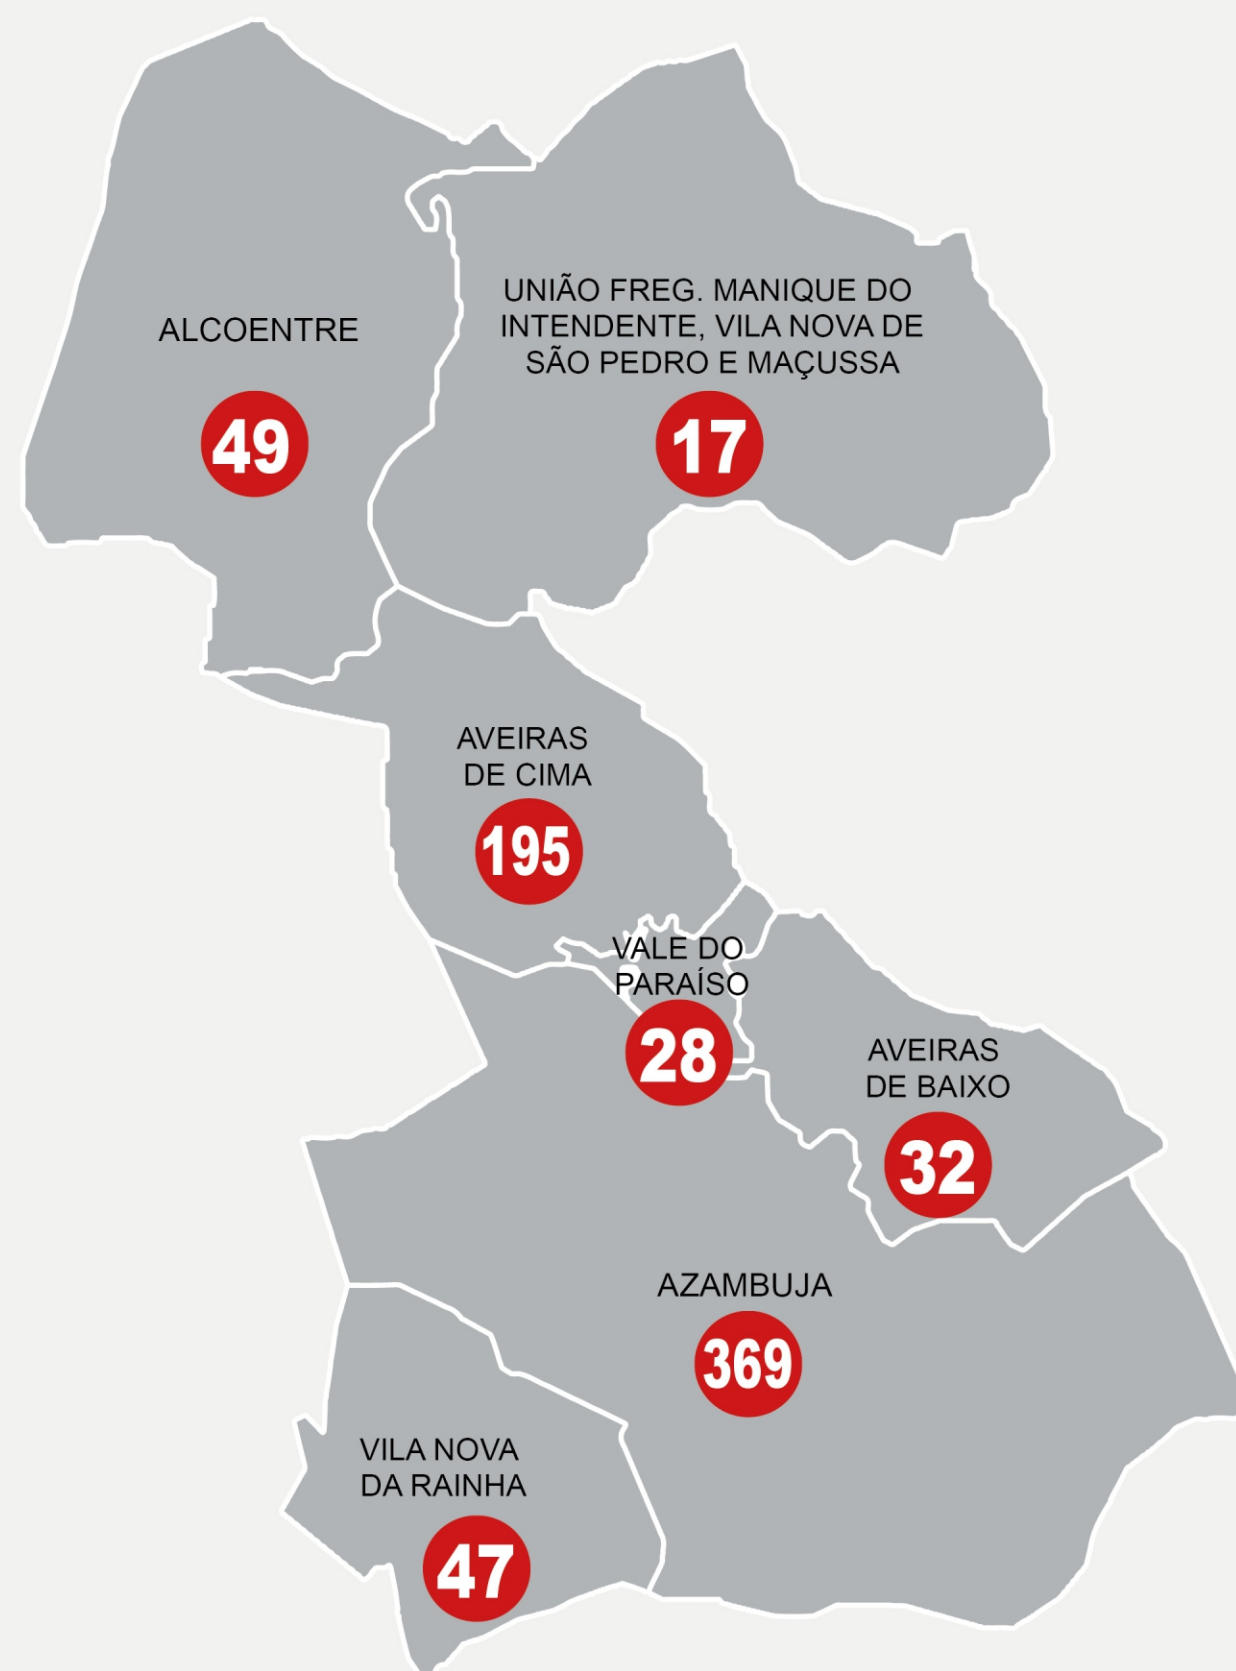 ALCOENTRE
49
UNIÃO FREG. MANIQUE DO
INTENDENTE, VILA NOVA DE
SÃO PEDRO E MAÇUSSA
17
AVEIRAS
DE CIMA
195
VALE DO
PARAÍSO
28
AVEIRAS
DE BAIXO
32
AZAMBUJA
369
VILA NOVA
DA RAINHA
47